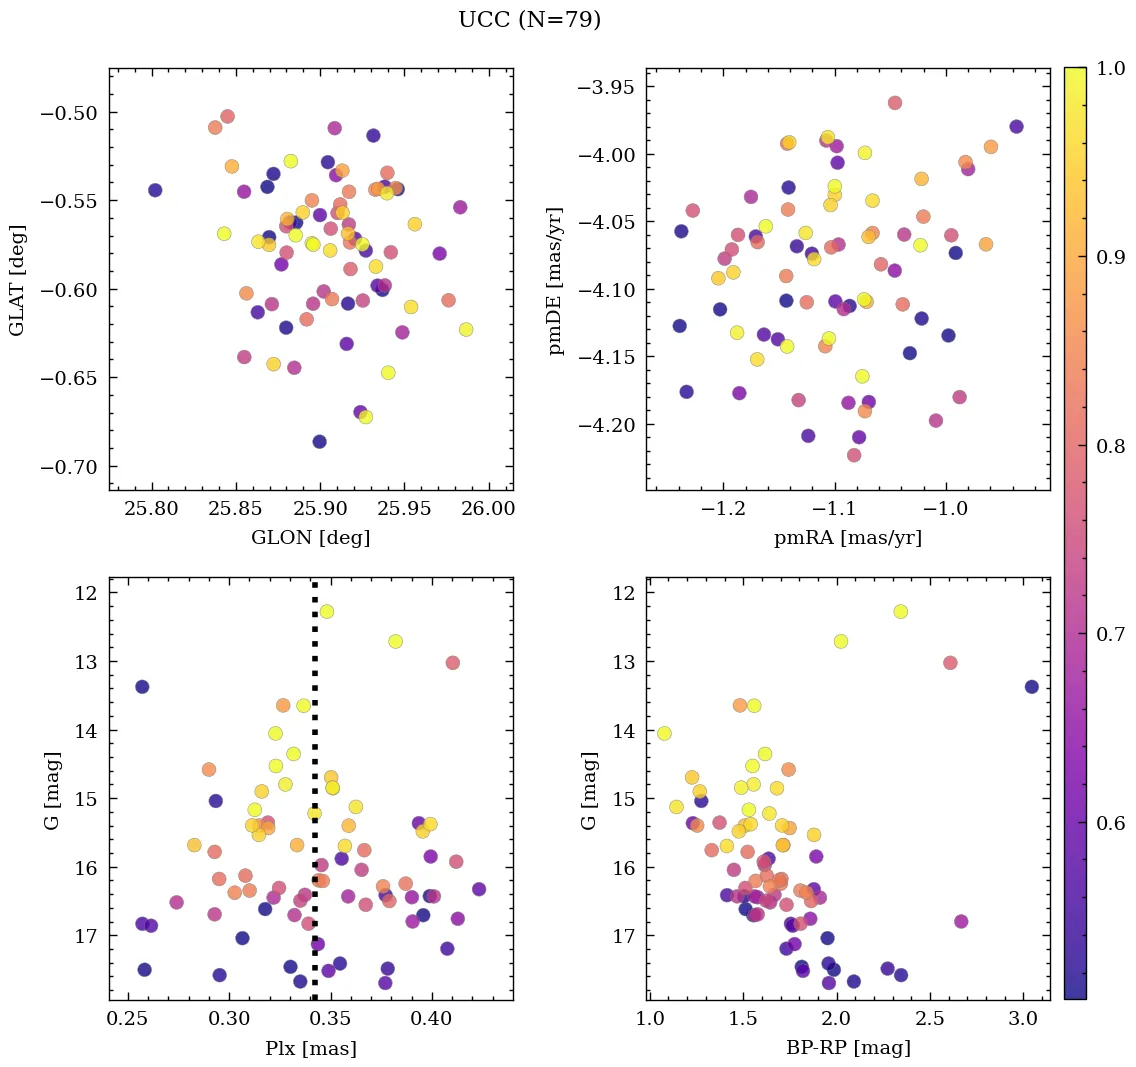 UCC (N=79)
−0.50
−0.55
−0.60
−0.65
−0.70
GLAT [deg]
25.80 25.85 25.90 25.95 26.00
GLON [deg]
−3.95
−4.00
−4.05
−4.10
−4.15
−4.20
pmDE [mas/yr]
−1.2 −1.1 −1.0
pmRA [mas/yr]
12
13
14
15
16
17
G [mag]
0.25 0.30 0.35 0.40
Plx [mas]
12
13
14
15
16
17
G [mag]
1.0 1.5 2.0 2.5 3.0
BP-RP [mag]
1.0
0.9
0.8
0.7
0.6